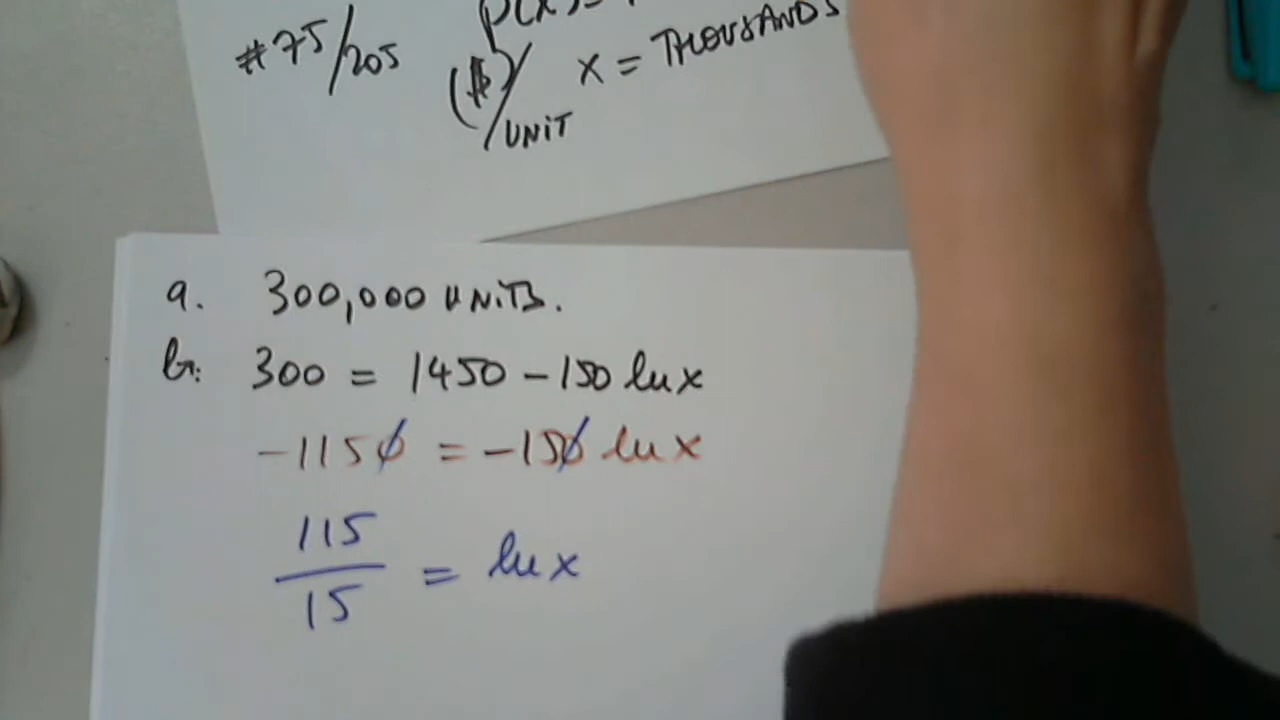 #75/205
p(x)=
($)/UNIT
x = THOUSANDS
a. 300,000 UNITS.
b. 300 = 1450 - 150 ln x
-1150 = -150 ln x
115/15 = ln x